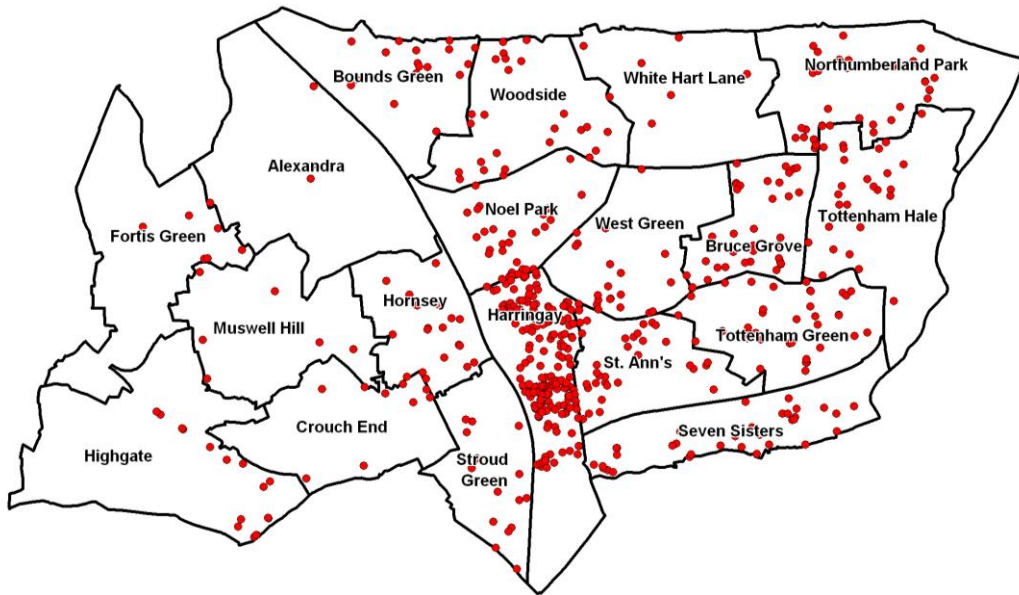 Bounds Green
Woodside
White Hart Lane
Northumberland Park
Alexandra
Fortis Green
Noel Park
West Green
Bruce Grove
Tottenham Hale
Muswell Hill
Hornsey
Harringay
St. Ann's
Tottenham Green
Highgate
Crouch End
Stroud
Green
Seven Sisters